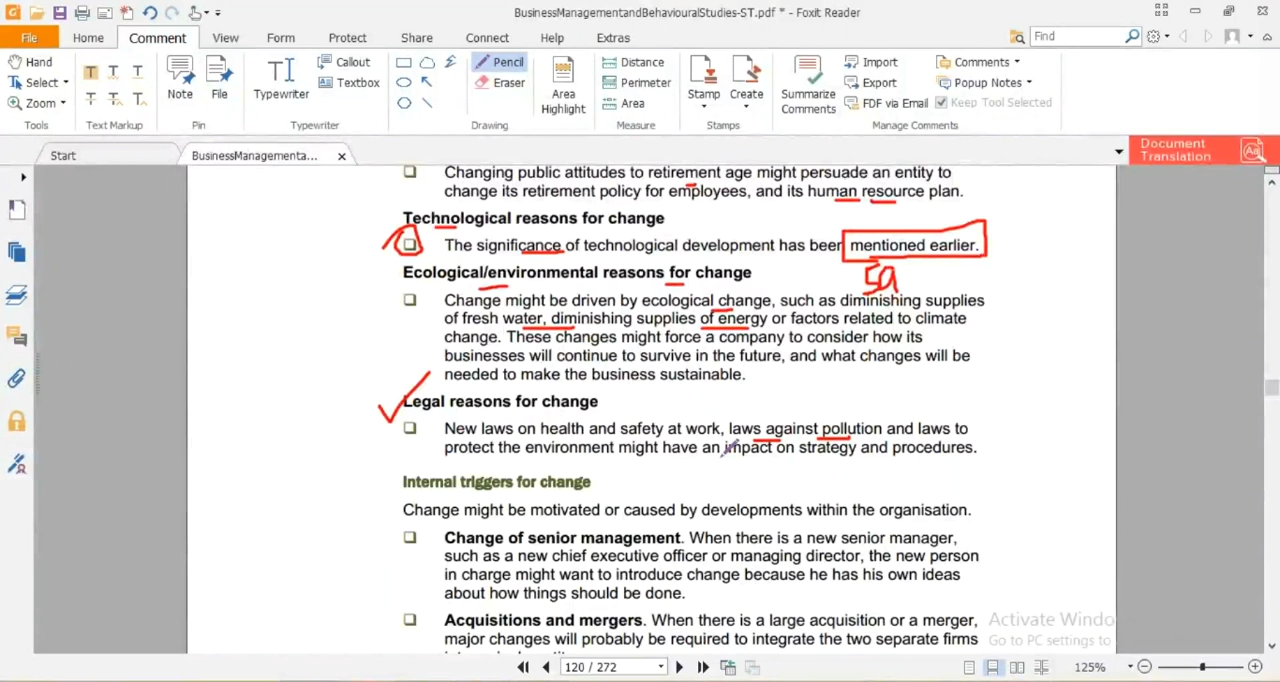 BusinessManagementandBehaviouralStudies-ST.pdf * - Foxit Reader
File Home Comment View Form Protect Share Connect Help Extras Find
Hand
Select
Zoom
Tools
Text Markup
Note File
Pin
Typewriter
Callout
Textbox
Typewriter
Pencil
Eraser
Area Highlight
Drawing
Distance
Perimeter
Area
Measure
Stamp Create
Stamps
Summarize Comments
Import
Export
FDF via Email
Comments
Popup Notes
Keep Tool Selected
Manage Comments
Start BusinessManagementa...
Document Translation
Changing public attitudes to retirement age might persuade an entity to
change its retirement policy for employees, and its human resource plan.
Technological reasons for change
The significance of technological development has been mentioned earlier.
Ecological/environmental reasons for change
59
Change might be driven by ecological change, such as diminishing supplies
of fresh water, diminishing supplies of energy or factors related to climate
change. These changes might force a company to consider how its
businesses will continue to survive in the future, and what changes will be
needed to make the business sustainable.
Legal reasons for change
New laws on health and safety at work, laws against pollution and laws to
protect the environment might have an impact on strategy and procedures.
Internal triggers for change
Change might be motivated or caused by developments within the organisation.
Change of senior management. When there is a new senior manager,
such as a new chief executive officer or managing director, the new person
in charge might want to introduce change because he has his own ideas
about how things should be done.
Acquisitions and mergers. When there is a large acquisition or a merger,
major changes will probably be required to integrate the two separate firms
Activate Windo
Go to PC settings to
120 / 272
125%